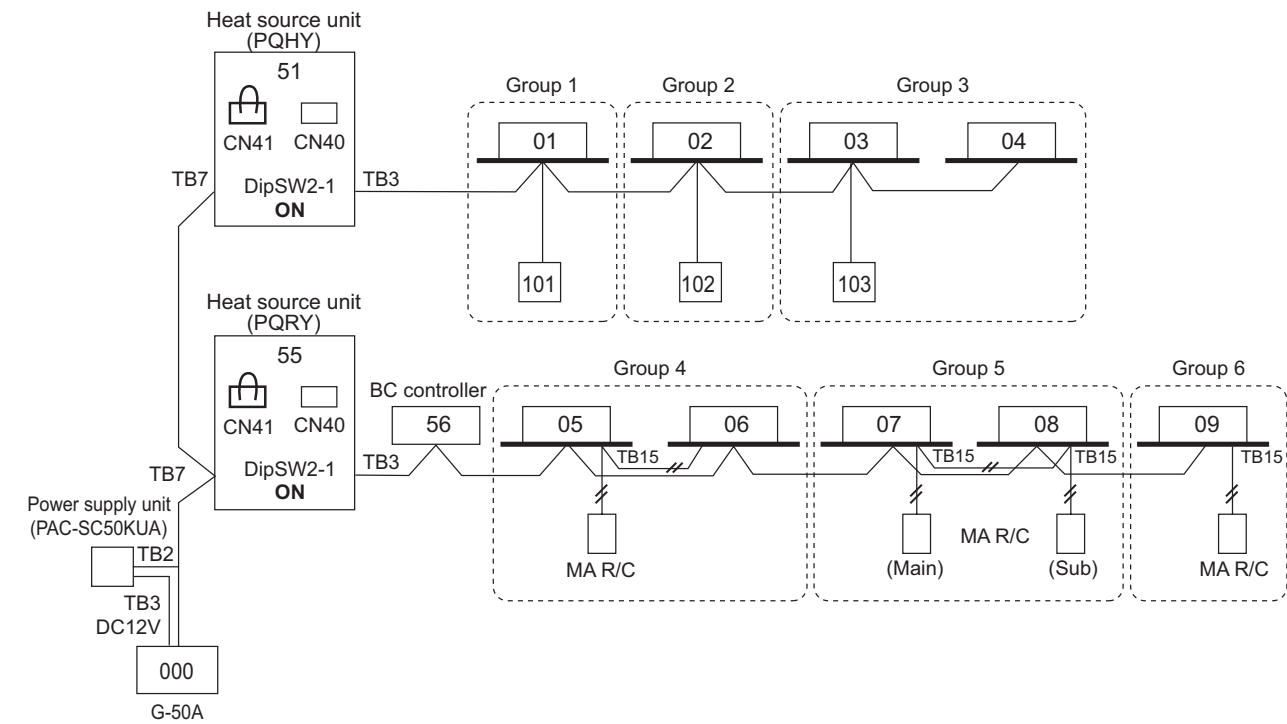 Heat source unit
(PQHY)
51
CN41 CN40
TB7
DipSW2-1
ON
TB3
Group 1
01
101
Group 2
02
102
Group 3
03
04
103
Heat source unit
(PQRY)
55
CN41 CN40
TB7
DipSW2-1
ON
TB3
BC controller
56
Group 4
05
TB15
06
MA R/C
Group 5
07
TB15
08
TB15
MA R/C
(Main)
(Sub)
Group 6
09
TB15
MA R/C
Power supply unit
(PAC-SC50KUA)
TB2
TB3
DC12V
000
G-50A